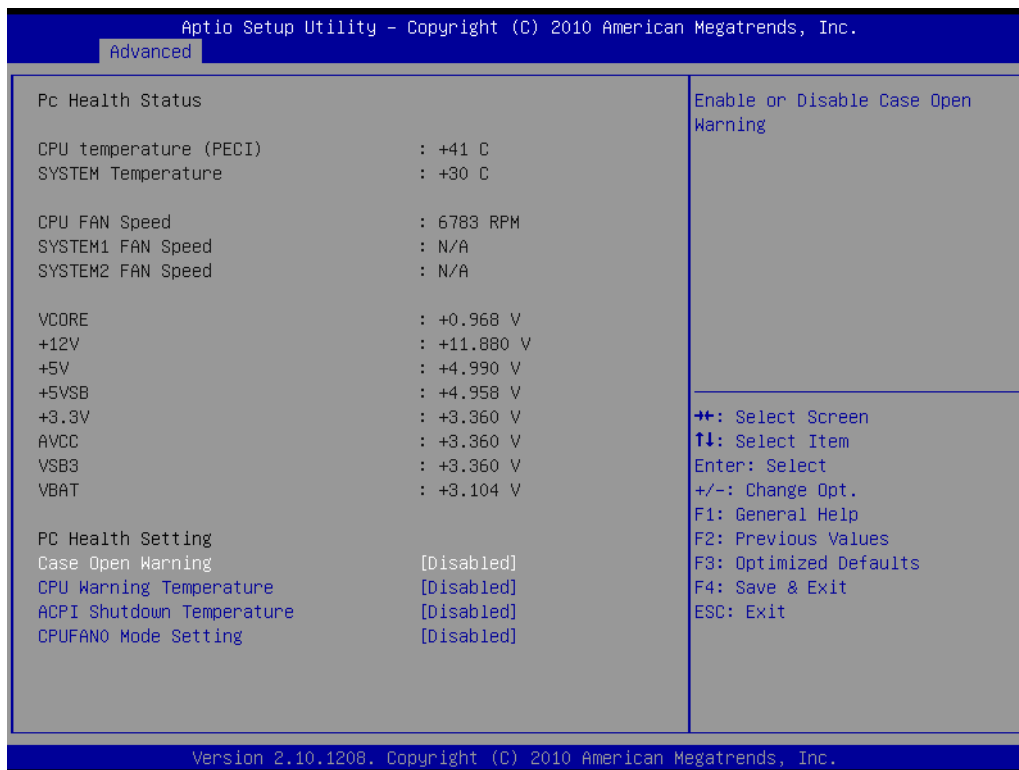 Aptio Setup Utility – Copyright (C) 2010 American Megatrends, Inc.
Advanced
Pc Health Status
CPU temperature (PECI) : +41 C
SYSTEM Temperature : +30 C
CPU FAN Speed : 6783 RPM
SYSTEM1 FAN Speed : N/A
SYSTEM2 FAN Speed : N/A
VCORE : +0.968 V
+12V : +11.880 V
+5V : +4.990 V
+5VSB : +4.958 V
+3.3V : +3.360 V
AVCC : +3.360 V
VSB3 : +3.360 V
VBAT : +3.104 V
PC Health Setting
Case Open Warning [Disabled]
CPU Warning Temperature [Disabled]
ACPI Shutdown Temperature [Disabled]
CPUFAN0 Mode Setting [Disabled]
Enable or Disable Case Open
Warning
→←: Select Screen
↑↓: Select Item
Enter: Select
+/-: Change Opt.
F1: General Help
F2: Previous Values
F3: Optimized Defaults
F4: Save & Exit
ESC: Exit
Version 2.10.1208. Copyright (C) 2010 American Megatrends, Inc.